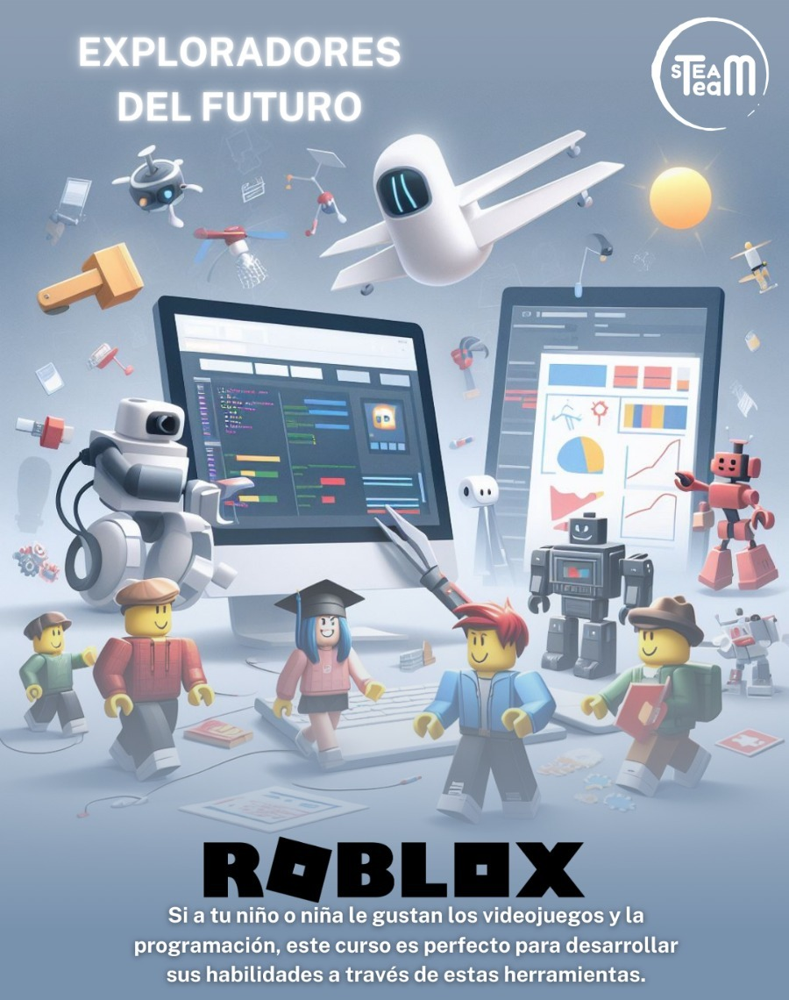 EXPLORADORES
DEL FUTURO
STEAM
TeaM
ROBLOX
Si a tu niño o niña le gustan los videojuegos y la
programación, este curso es perfecto para desarrollar
sus habilidades a través de estas herramientas.